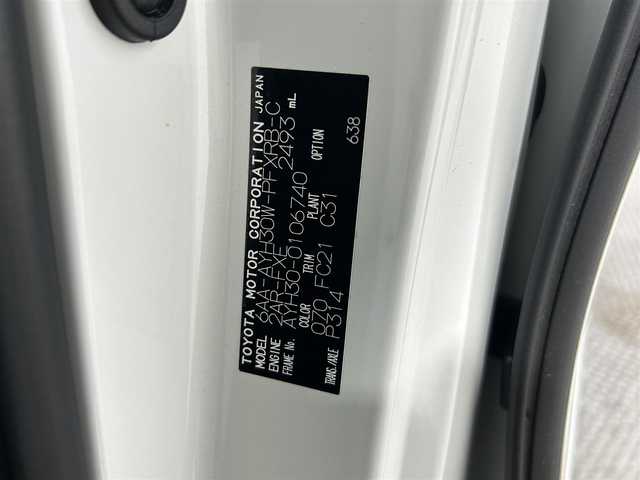 TOYOTA MOTOR CORPORATION JAPAN
MODEL 6AA-AYH30W-PFXRB-C
ENGINE 2AR-FXE 2493 mL
FRAME No. AYH30-0106740
COLOR TRIM PLANT OPTION
070 FC21 C31 638
TRANS./AXLE P314